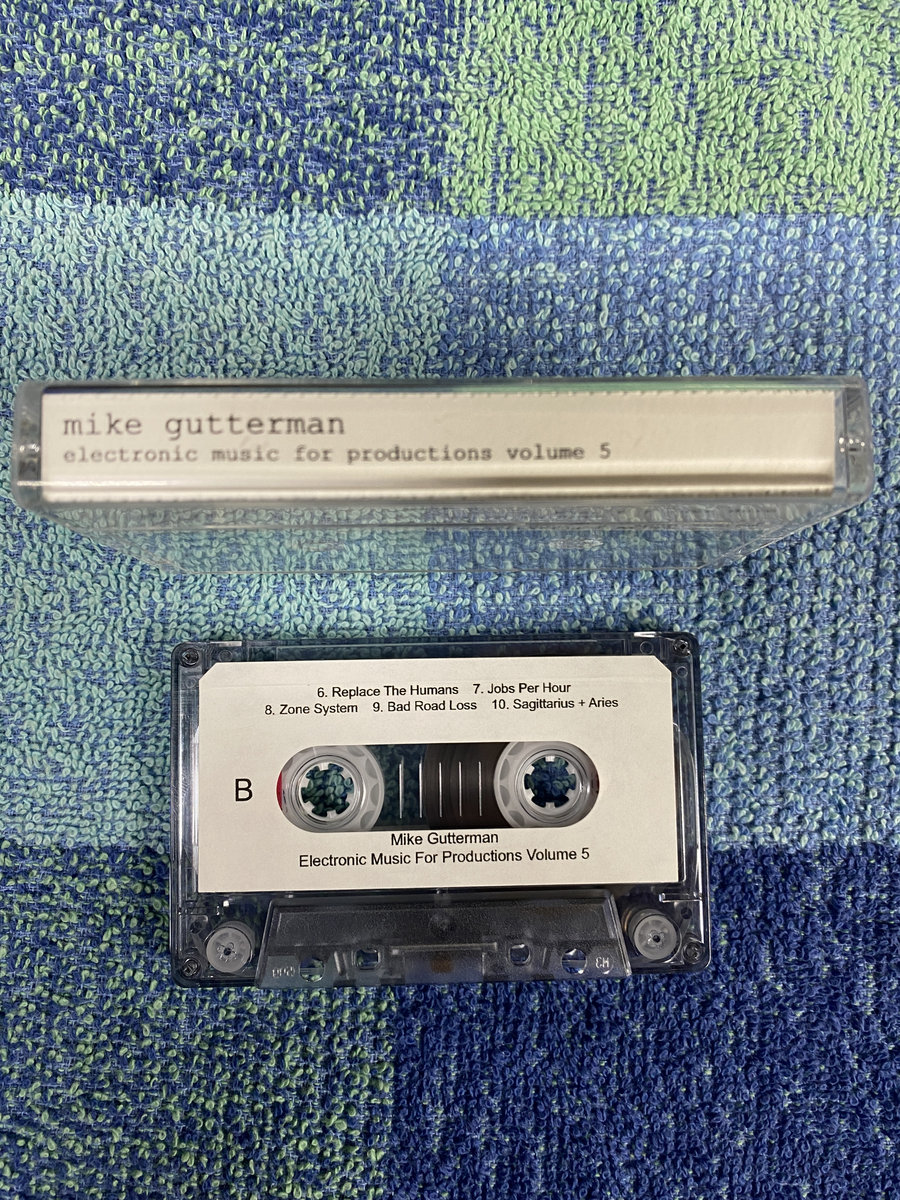 mike gutterman
electronic music for productions volume 5
6. Replace The Humans 7. Jobs Per Hour
8. Zone System 9. Bad Road Loss 10. Sagittarius + Aries
B
Mike Gutterman
Electronic Music For Productions Volume 5